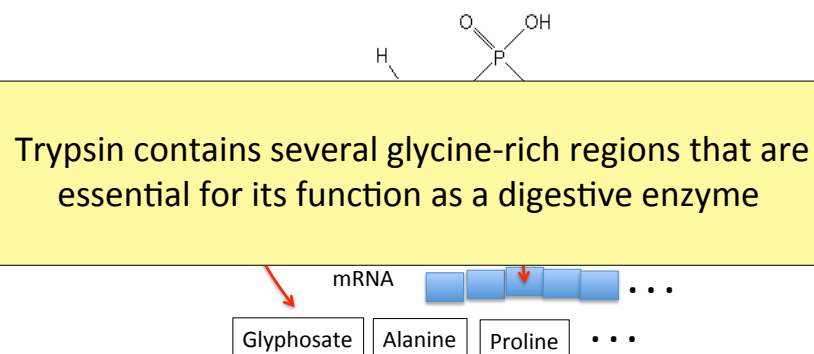 O OH
P
H
Trypsin contains several glycine-rich regions that are
essential for its function as a digestive enzyme
mRNA ...
Glyphosate Alanine Proline ...